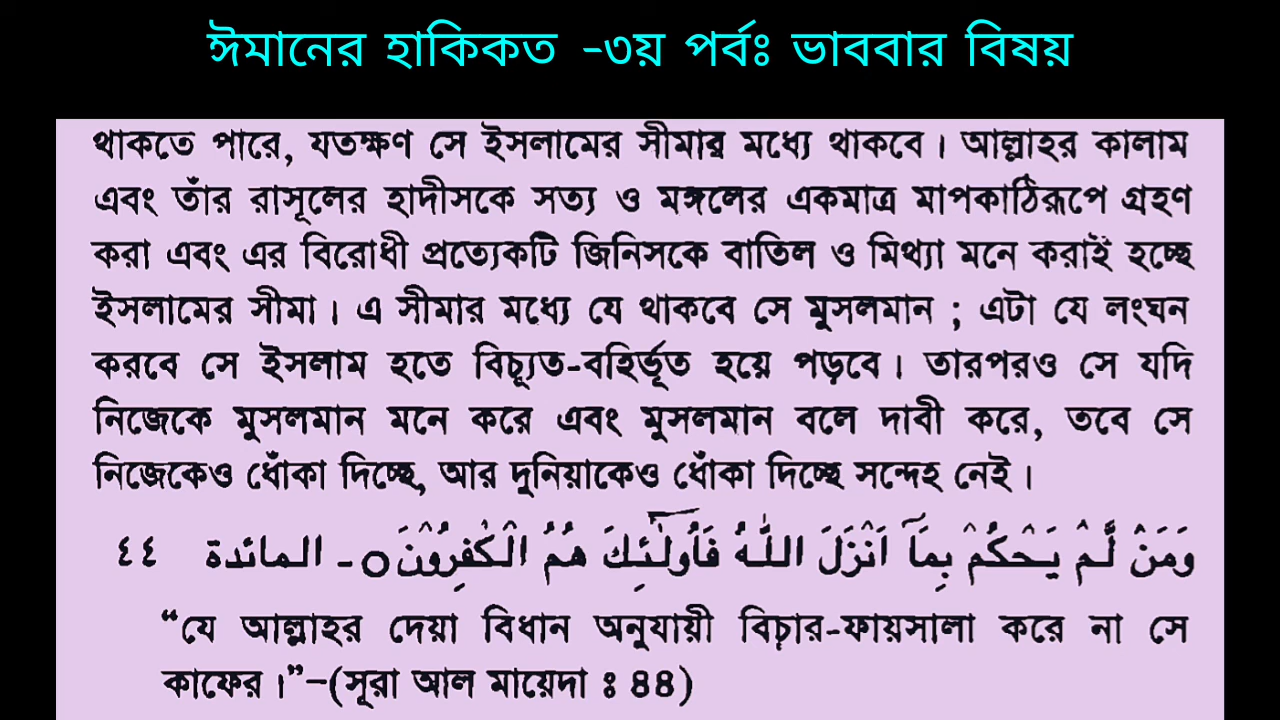 ঈমানের হাকিকত -৩য় পর্বঃ ভাববার বিষয়
থাকতে পারে, যতক্ষণ সে ইসলামের সীমার মধ্যে থাকবে। আল্লাহর কালাম
এবং তাঁর রাসূলের হাদীসকে সত্য ও মঙ্গলের একমাত্র মাপকাঠিরূপে গ্রহণ
করা এবং এর বিরোধী প্রত্যেকটি জিনিসকে বাতিল ও মিথ্যা মনে করাই হচ্ছে
ইসলামের সীমা। এ সীমার মধ্যে যে থাকবে সে মুসলমান ; এটা যে লংঘন
করবে সে ইসলাম হতে বিচ্যুত-বহির্ভূত হয়ে পড়বে। তারপরও সে যদি
নিজেকে মুসলমান মনে করে এবং মুসলমান বলে দাবী করে, তবে সে
নিজেকেও ধোঁকা দিচ্ছে, আর দুনিয়াকেও ধোঁকা দিচ্ছে সন্দেহ নেই।
وَمَنْ لَّمْ يَحْكُمْ بِمَآ اَنْزَلَ اللّٰهُ فَاُولٰٓئِكَ هُمُ الْكٰفِرُوْنَ ○ ـ المائدة ٤٤
“যে আল্লাহর দেয়া বিধান অনুযায়ী বিচার-ফায়সালা করে না সে
কাফের।”–(সূরা আল মায়েদা ঃ ৪৪)